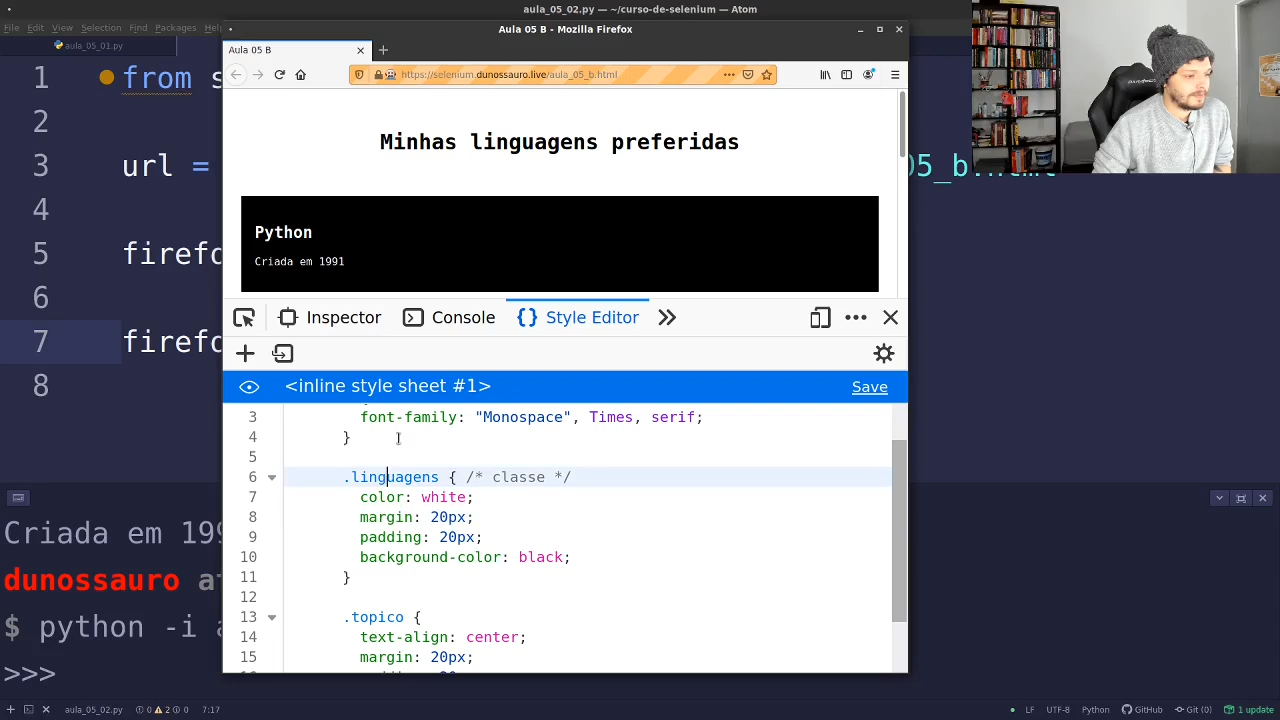 aula_05_02.py — ~/curso-de-selenium — Atom
File Edit View Selection Find Packages
aula_05_01.py
Aula 05 B - Mozilla Firefox
Aula 05 B
https://selenium.dunossauro.live/aula_05_b.html
1 from s
2
3 url = 05_b.html
4
5 firefo
6
7 firefo
8
Minhas linguagens preferidas
Python
Criada em 1991
Inspector Console {} Style Editor
<inline style sheet #1> Save
3 font-family: "Monospace", Times, serif;
4 }
5
6 .linguagens { /* classe */
7 color: white;
8 margin: 20px;
9 padding: 20px;
10 background-color: black;
11 }
12
13 .topico {
14 text-align: center;
15 margin: 20px;
Criada em 199
dunossauro at
$ python -i a
>>>
aula_05_02.py 0 2 0 7:17 LF UTF-8 Python GitHub Git (0) 1 update